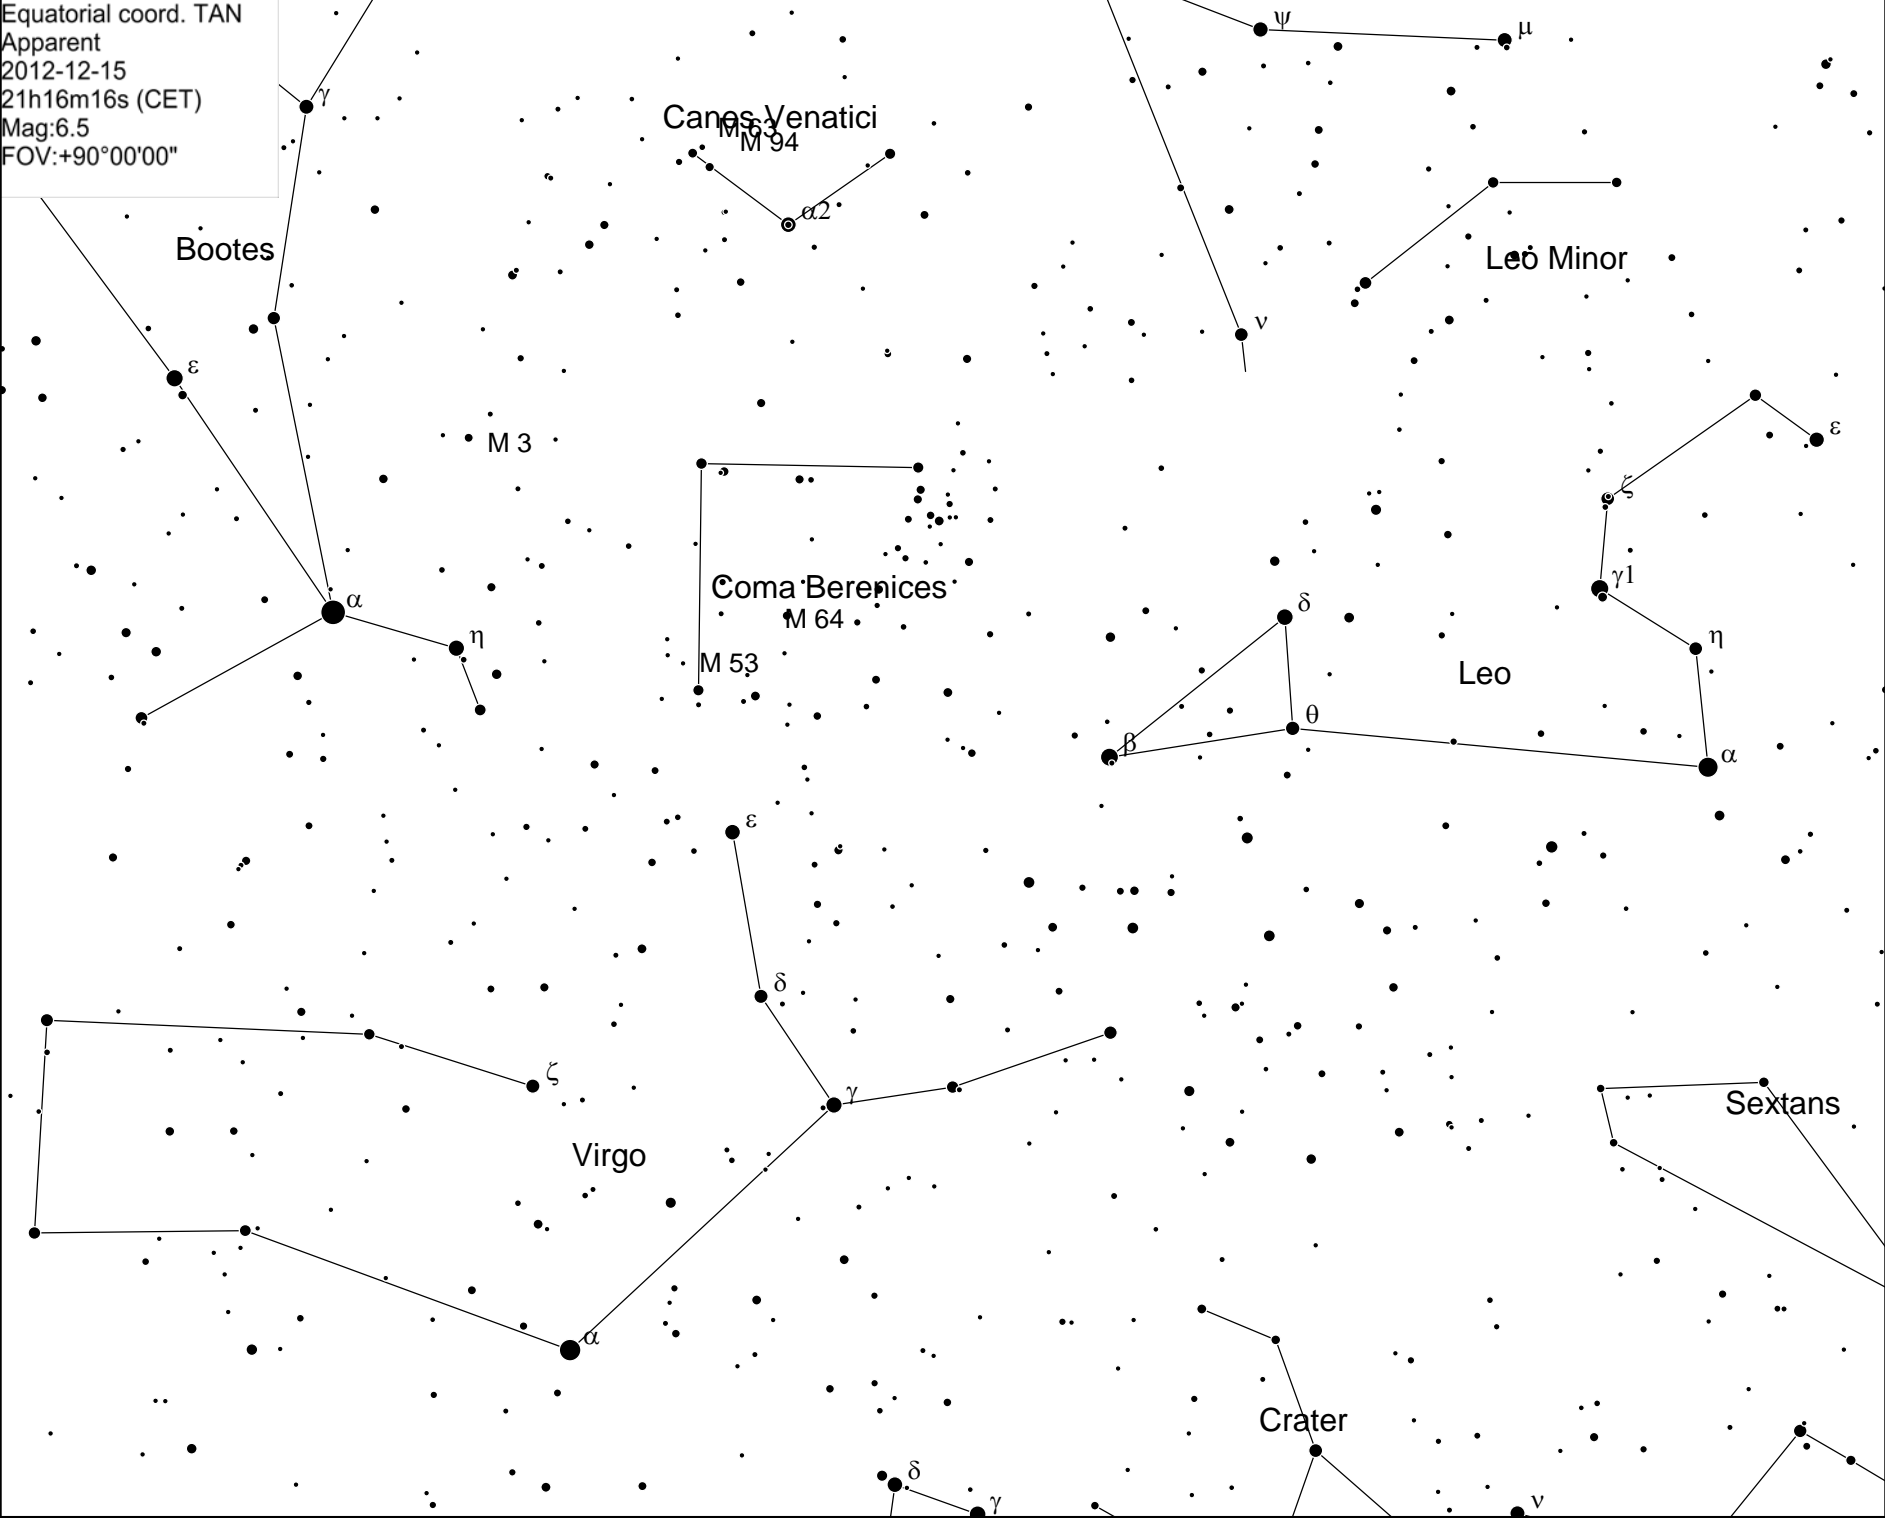 Equatorial coord. TAN
Apparent
2012-12-15
21h16m16s (CET)
Mag:6.5
FOV:+90°00'00"
ψ
μ
γ
Canes Venatici
M 63
M 94
α2
Bootes
Leo Minor
ν
ε
M 3
ε
ζ
Coma Berenices
γ1
α
δ
M 64
η
η
M 53
Leo
θ
β
α
ε
δ
ζ
γ
Sextans
Virgo
α
Crater
δ
γ
ν